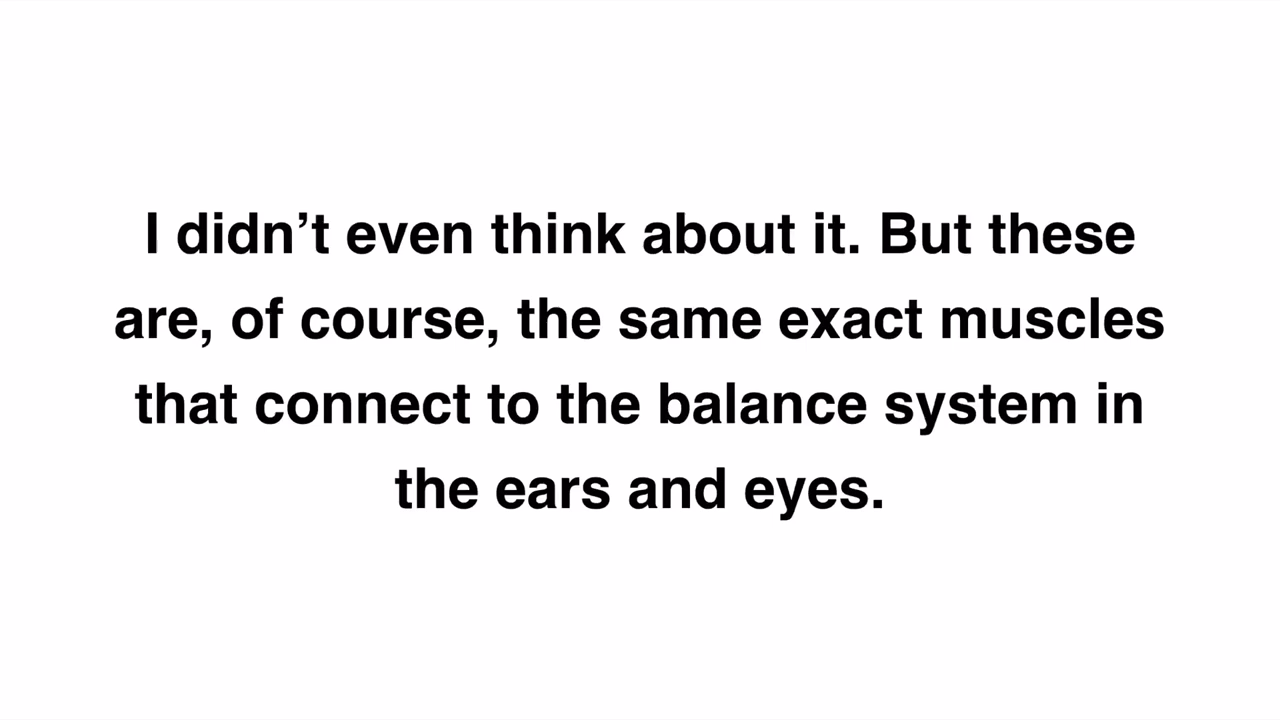 I didn’t even think about it. But these
are, of course, the same exact muscles
that connect to the balance system in
the ears and eyes.